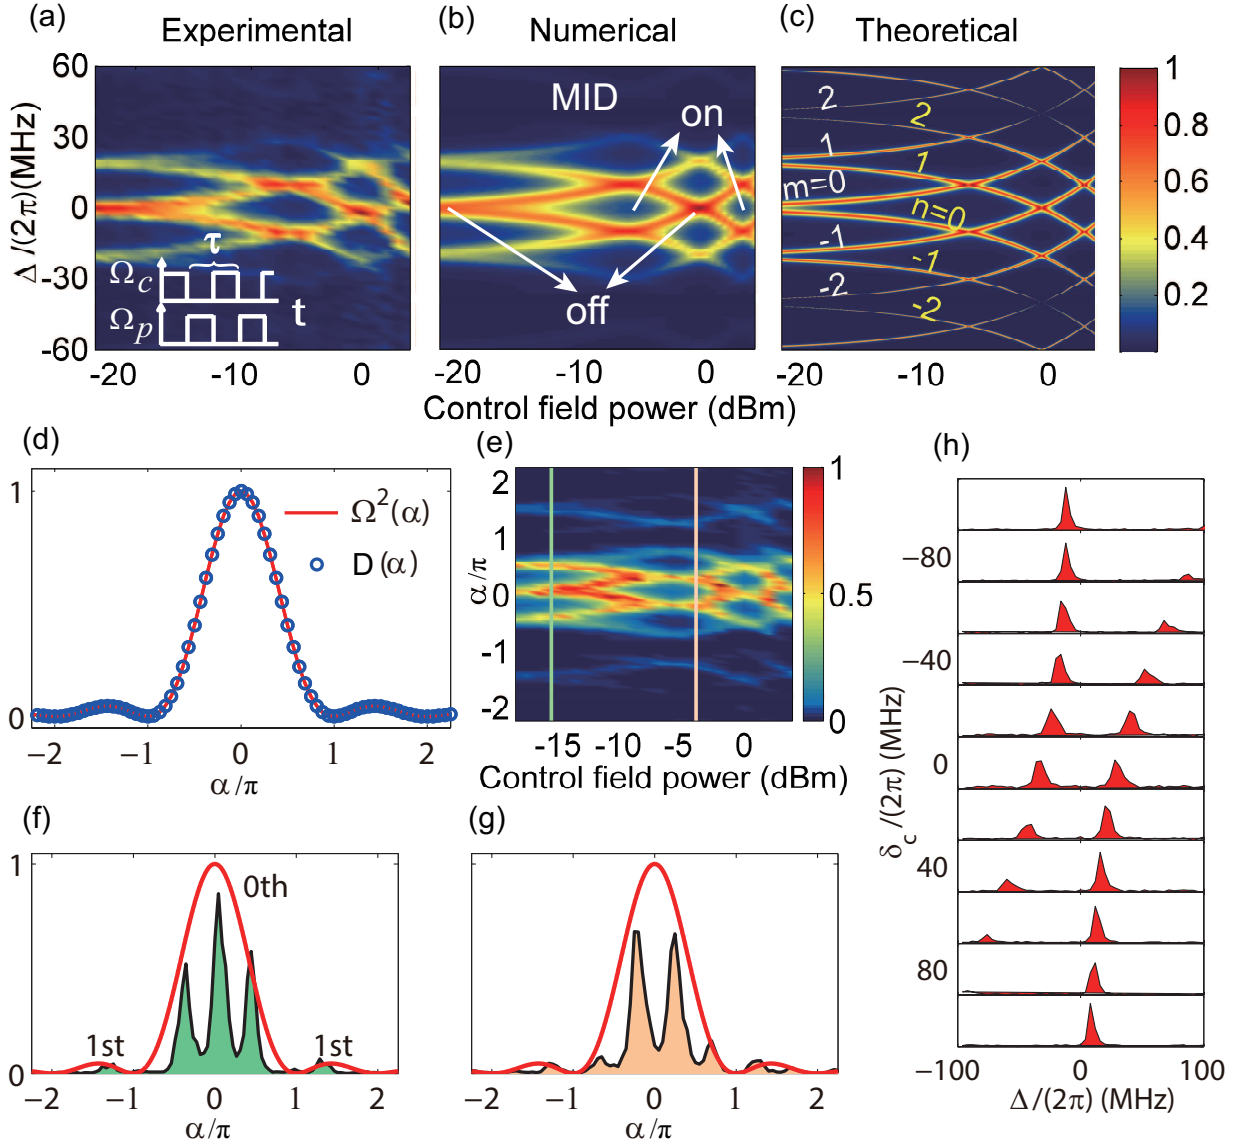 (a)
Experimental
(b)
Numerical
(c)
Theoretical
Δ/(2π)(MHz)
60
30
0
-30
-60
Ω_c
τ
Ω_p
t
-20
-10
0
MID
on
off
-20
-10
0
2
1
m=0
-1
-2
2
1
n=0
-1
-2
-20
-10
0
1
0.8
0.6
0.4
0.2
Control field power (dBm)
(d)
1
0
Ω²(α)
D(α)
−2
−1
0
1
2
α/π
(e)
α/π
2
1
0
-1
-2
-15
-10
-5
0
Control field power (dBm)
1
0.5
0
(f)
1
0
0th
1st
1st
−2
−1
0
1
2
α/π
(g)
−2
−1
0
1
2
α/π
(h)
δ_c/(2π) (MHz)
−80
−40
0
40
80
−100
0
100
Δ/(2π) (MHz)